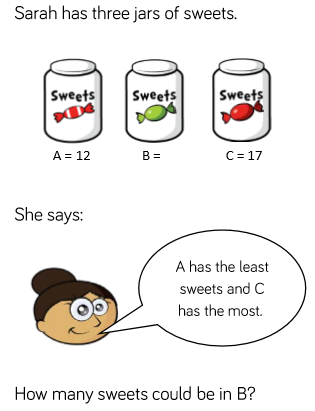 Sarah has three jars of sweets.
Sweets Sweets Sweets
A = 12 B = C = 17
She says:
A has the least
sweets and C
has the most.
How many sweets could be in B?